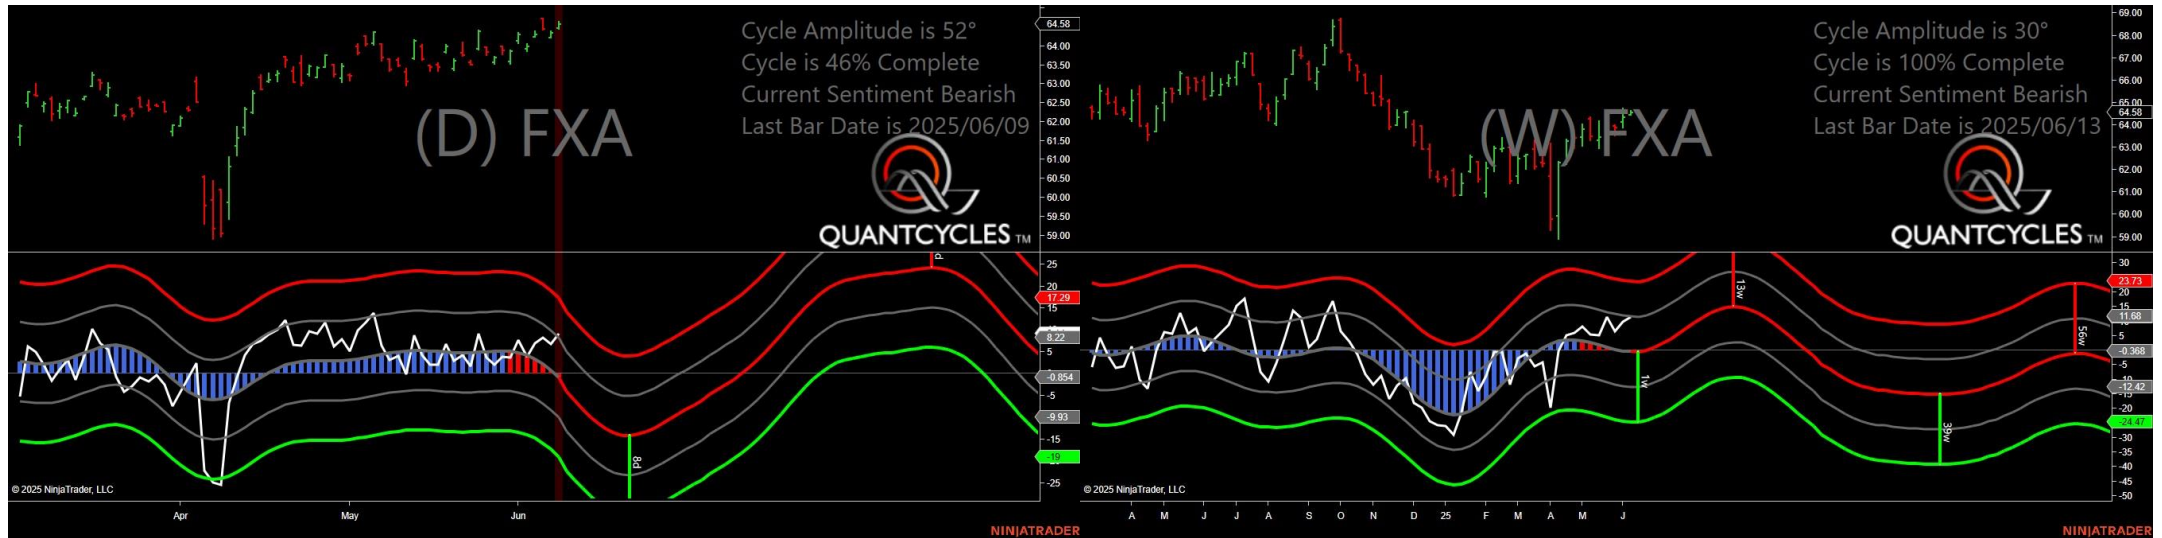 Cycle Amplitude is 52°
Cycle is 46% Complete
Current Sentiment Bearish
Last Bar Date is 2025/06/09
(D) FXA
QUANTCYCLES TM
64.58
64.00
63.50
63.00
62.50
62.00
61.50
61.00
60.50
60.00
59.50
59.00
25
20
17.29
15
8.22
5
-0.854
-5
-9.93
-15
-19
-25
d
8d
© 2025 NinjaTrader, LLC
Apr
May
Jun
NINJATRADER
Cycle Amplitude is 30°
Cycle is 100% Complete
Current Sentiment Bearish
Last Bar Date is 2025/06/13
(W) FXA
QUANTCYCLES TM
69.00
68.00
67.00
66.00
65.00
64.58
64.00
63.00
62.00
61.00
60.00
59.00
30
23.73
20
15
11.68
5
-0.368
-5
-12.42
-15
-20
-24.47
-30
-35
-40
-45
-50
13w
1w
39w
56w
© 2025 NinjaTrader, LLC
A
M
J
J
A
S
O
N
D
25
F
M
A
M
J
NINJATRADER